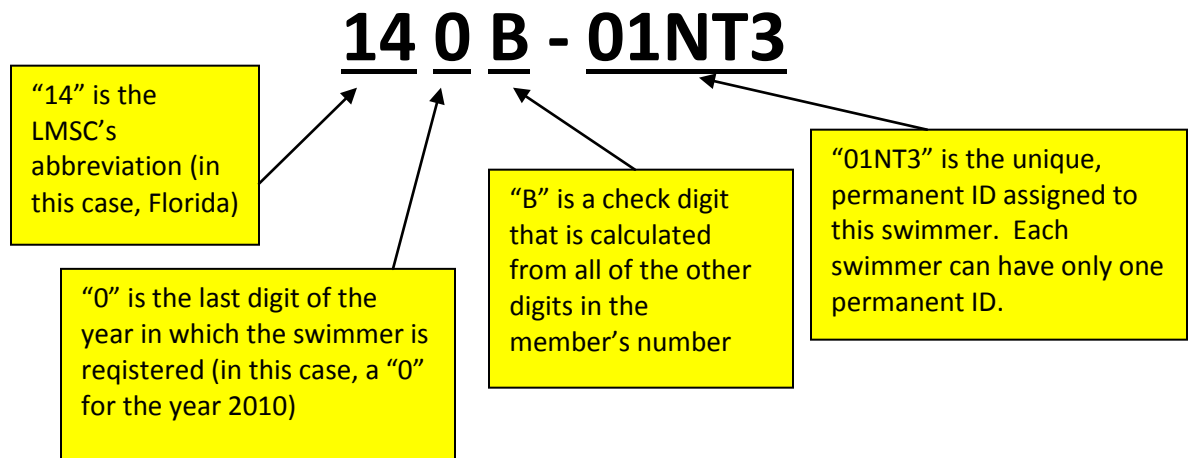 14 0 B - 01NT3
“14” is the
LMSC’s
abbreviation (in
this case, Florida)
“0” is the last digit of the
year in which the swimmer is
reqistered (in this case, a “0”
for the year 2010)
“B” is a check digit
that is calculated
from all of the other
digits in the
member’s number
“01NT3” is the unique,
permanent ID assigned to
this swimmer.  Each
swimmer can have only one
permanent ID.